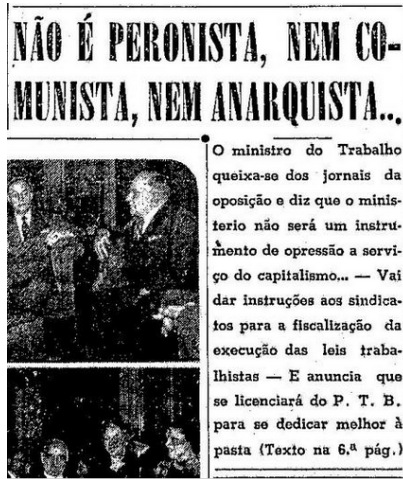 NÃO É PERONISTA, NEM CO-
MUNISTA, NEM ANARQUISTA...
O ministro do Trabalho
queixa-se dos jornais da
oposição e diz que o minis-
terio não será um instru-
mento de opressão a servi-
ço do capitalismo... — Vai
dar instruções aos sindica-
tos para a fiscalização da
execução das leis traba-
lhistas — E anuncia que
se licenciará do P. T. B.
para se dedicar melhor à
pasta (Texto na 6.ª pág.)